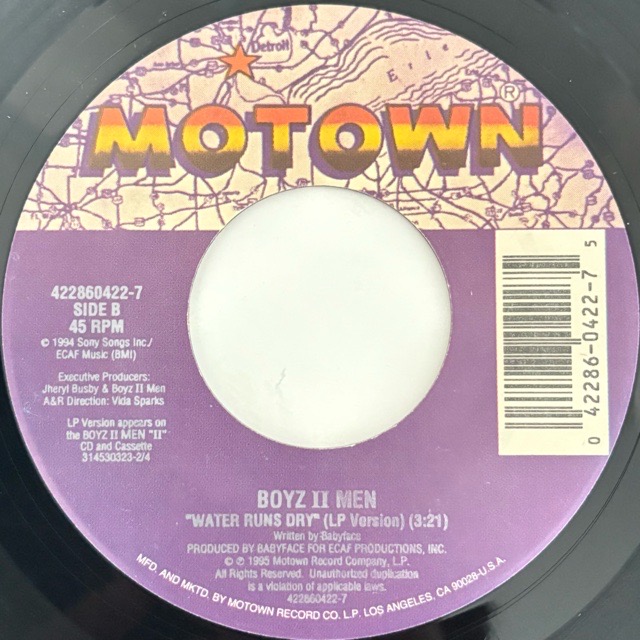 Detroit
Erie
MOTOWN®
422860422-7
SIDE B
45 RPM
© 1994 Sony Songs Inc./
ECAF Music (BMI)
Executive Producers:
Jheryl Busby & Boyz II Men
A&R Direction: Vida Sparks
LP Version appears on
the BOYZ II MEN "II"
CD and Cassette
314530323-2/4
0 42286-0422-7 5
BOYZ II MEN
"WATER RUNS DRY" (LP Version) (3:21)
Written by Babyface
PRODUCED BY BABYFACE FOR ECAF PRODUCTIONS, INC.
© ℗ 1995 Motown Record Company, L.P.
All Rights Reserved. Unauthorized duplication
is a violation of applicable laws.
422860422-7
MFD. AND MKTD. BY MOTOWN RECORD CO. L.P. LOS ANGELES, CA 90028-U.S.A.